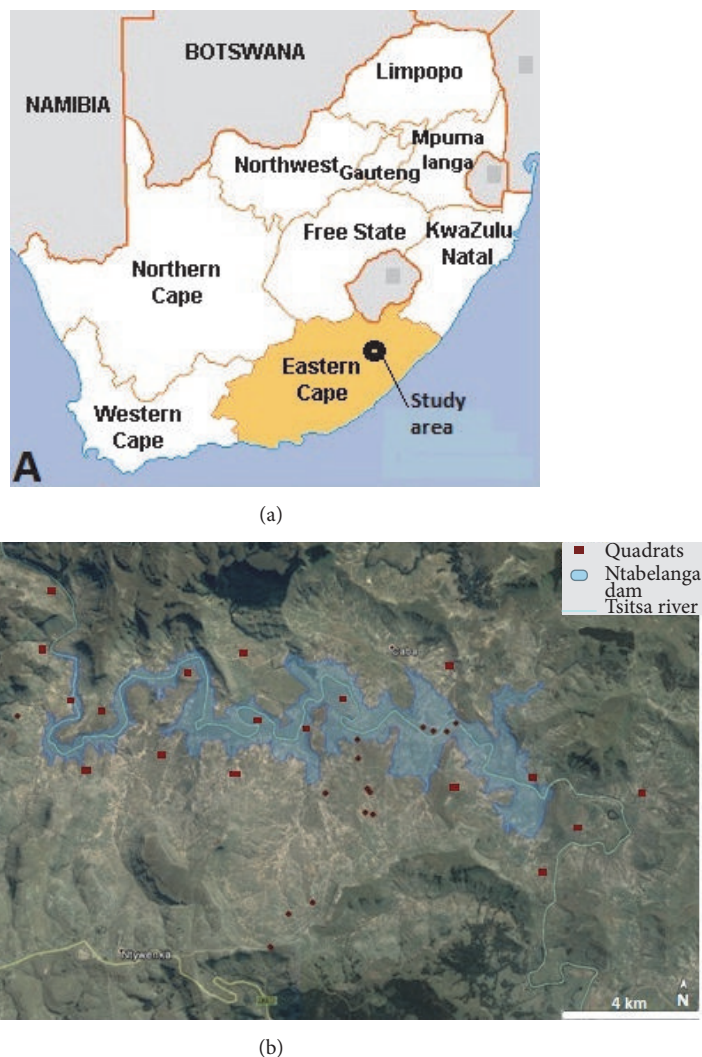 BOTSWANA
Limpopo
NAMIBIA
Mpuma
langa
Northwest
Gauteng
Free State
KwaZulu
Natal
Northern
Cape
Eastern
Cape
Western
Cape
Study
area
A
(a)
Quadrats
Ntabelanga
dam
Tsitsa river
4 km
N
(b)